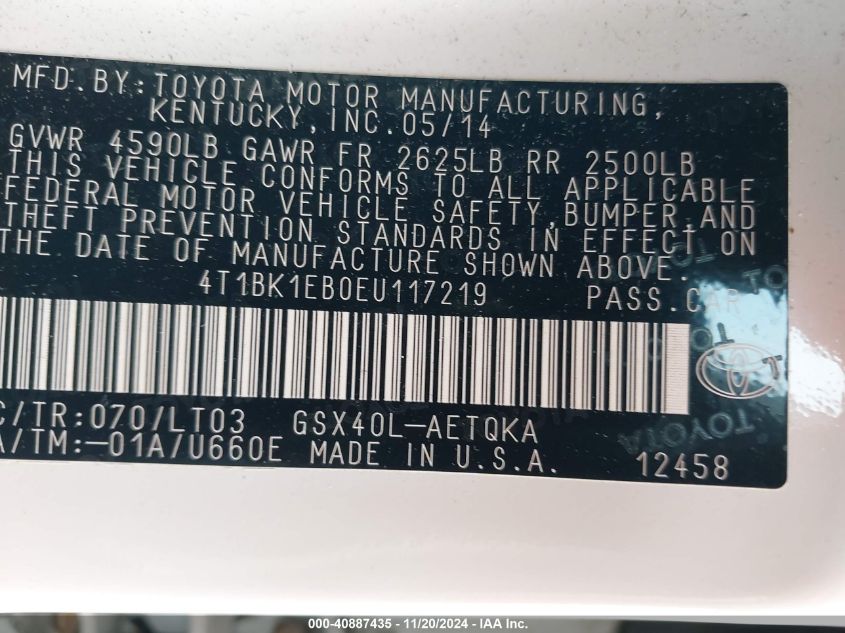 MFD.BY:TOYOTA MOTOR MANUFACTURING,
KENTUCKY,INC.05/14
GVWR 4590LB GAWR FR 2625LB RR 2500LB
THIS VEHICLE CONFORMS TO ALL APPLICABLE
FEDERAL MOTOR VEHICLE SAFETY,BUMPER,AND
THEFT PREVENTION STANDARDS IN EFFECT ON
THE DATE OF MANUFACTURE SHOWN ABOVE.
4T1BK1EB0EU117219 PASS.CAR
C/TR:070/LT03 GSX40L-AETQKA
A/TM:-01A/U660E MADE IN U.S.A. 12458
TOYOTA
000-40887435 - 11/20/2024 - IAA Inc.